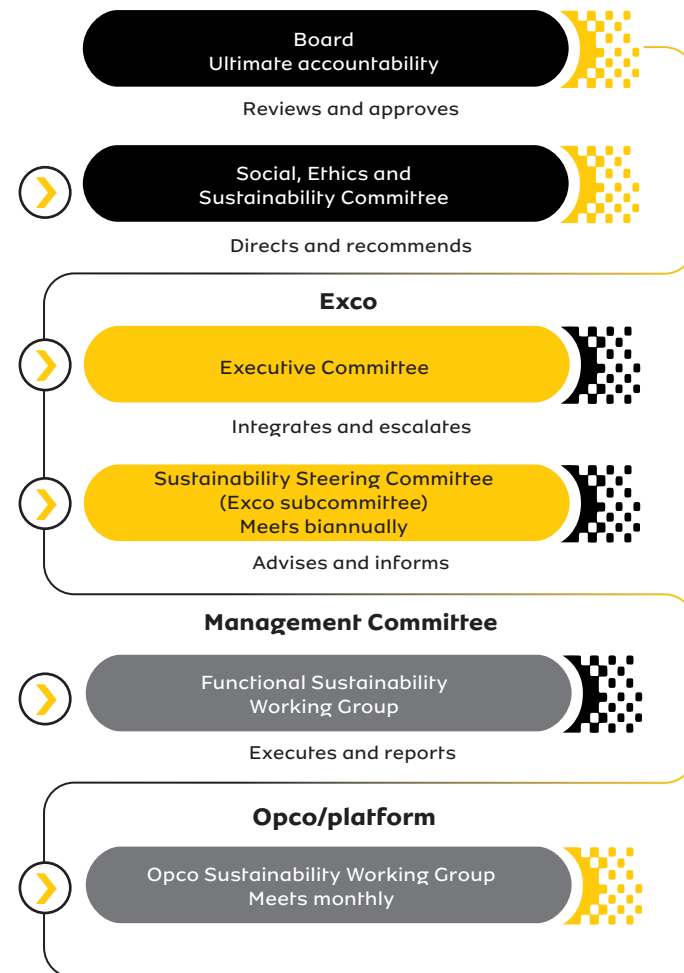 Board
Ultimate accountability
Reviews and approves
Social, Ethics and
Sustainability Committee
Directs and recommends
Exco
Executive Committee
Integrates and escalates
Sustainability Steering Committee
(Exco subcommittee)
Meets biannually
Advises and informs
Management Committee
Functional Sustainability
Working Group
Executes and reports
Opco/platform
Opco Sustainability Working Group
Meets monthly